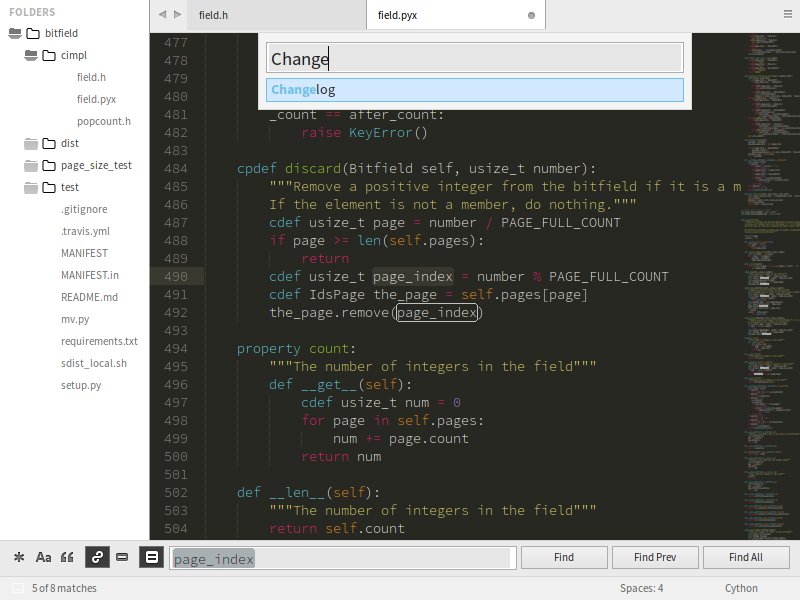 FOLDERS
bitfield
cimpl
field.h
field.pyx
popcount.h
dist
page_size_test
test
.gitignore
.travis.yml
MANIFEST
MANIFEST.in
README.md
mv.py
requirements.txt
sdist_local.sh
setup.py
field.h
field.pyx
Change
Changelog
477
478
479
480
481 _count == after_count:
482 raise KeyError()
483
484 cpdef discard(Bitfield self, usize_t number):
485 """Remove a positive integer from the bitfield if it is a m
486 If the element is not a member, do nothing."""
487 cdef usize_t page = number / PAGE_FULL_COUNT
488 if page >= len(self.pages):
489 return
490 cdef usize_t page_index = number % PAGE_FULL_COUNT
491 cdef IdsPage the_page = self.pages[page]
492 the_page.remove(page_index)
493
494 property count:
495 """The number of integers in the field"""
496 def __get__(self):
497 cdef usize_t num = 0
498 for page in self.pages:
499 num += page.count
500 return num
501
502 def __len__(self):
503 """The number of integers in the field"""
504 return self.count
Aa page_index Find Find Prev Find All
5 of 8 matches Spaces: 4 Cython